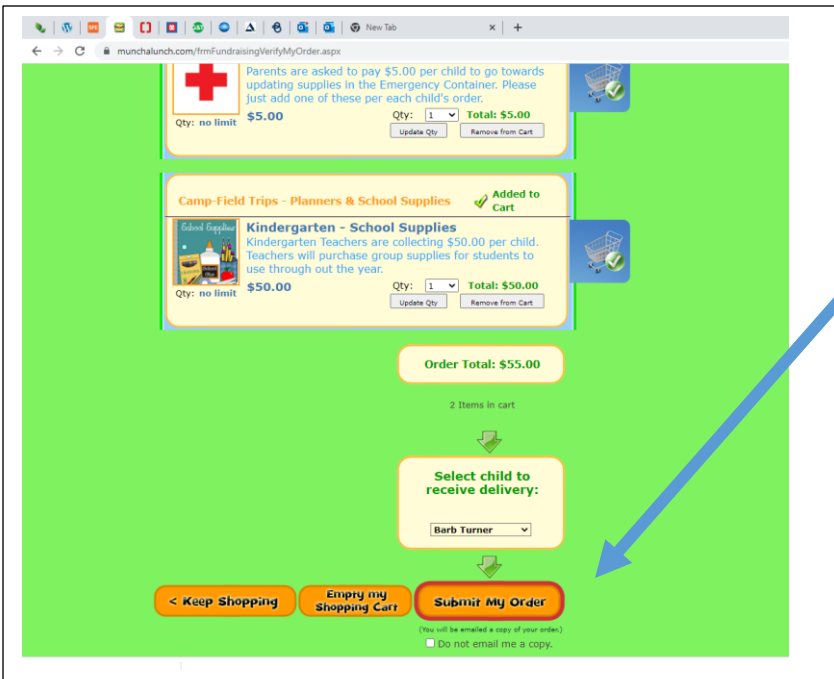 New Tab
munchalunch.com/frmFundraisingVerifyMyOrder.aspx
Parents are asked to pay $5.00 per child to go towards
updating supplies in the Emergency Container. Please
just add one of these per each child's order.
Qty: no limit
$5.00
Qty: 1 Total: $5.00
Update Qty Remove from Cart
Camp-Field Trips - Planners & School Supplies
Added to
Cart
School Supplies
Kindergarten - School Supplies
Kindergarten Teachers are collecting $50.00 per child.
Teachers will purchase group supplies for students to
use through out the year.
Qty: no limit
$50.00
Qty: 1 Total: $50.00
Update Qty Remove from Cart
Order Total: $55.00
2 Items in cart
Select child to
receive delivery:
Barb Turner
< Keep Shopping
Empty my
Shopping Cart
Submit My Order
(You will be emailed a copy of your order.)
Do not email me a copy.